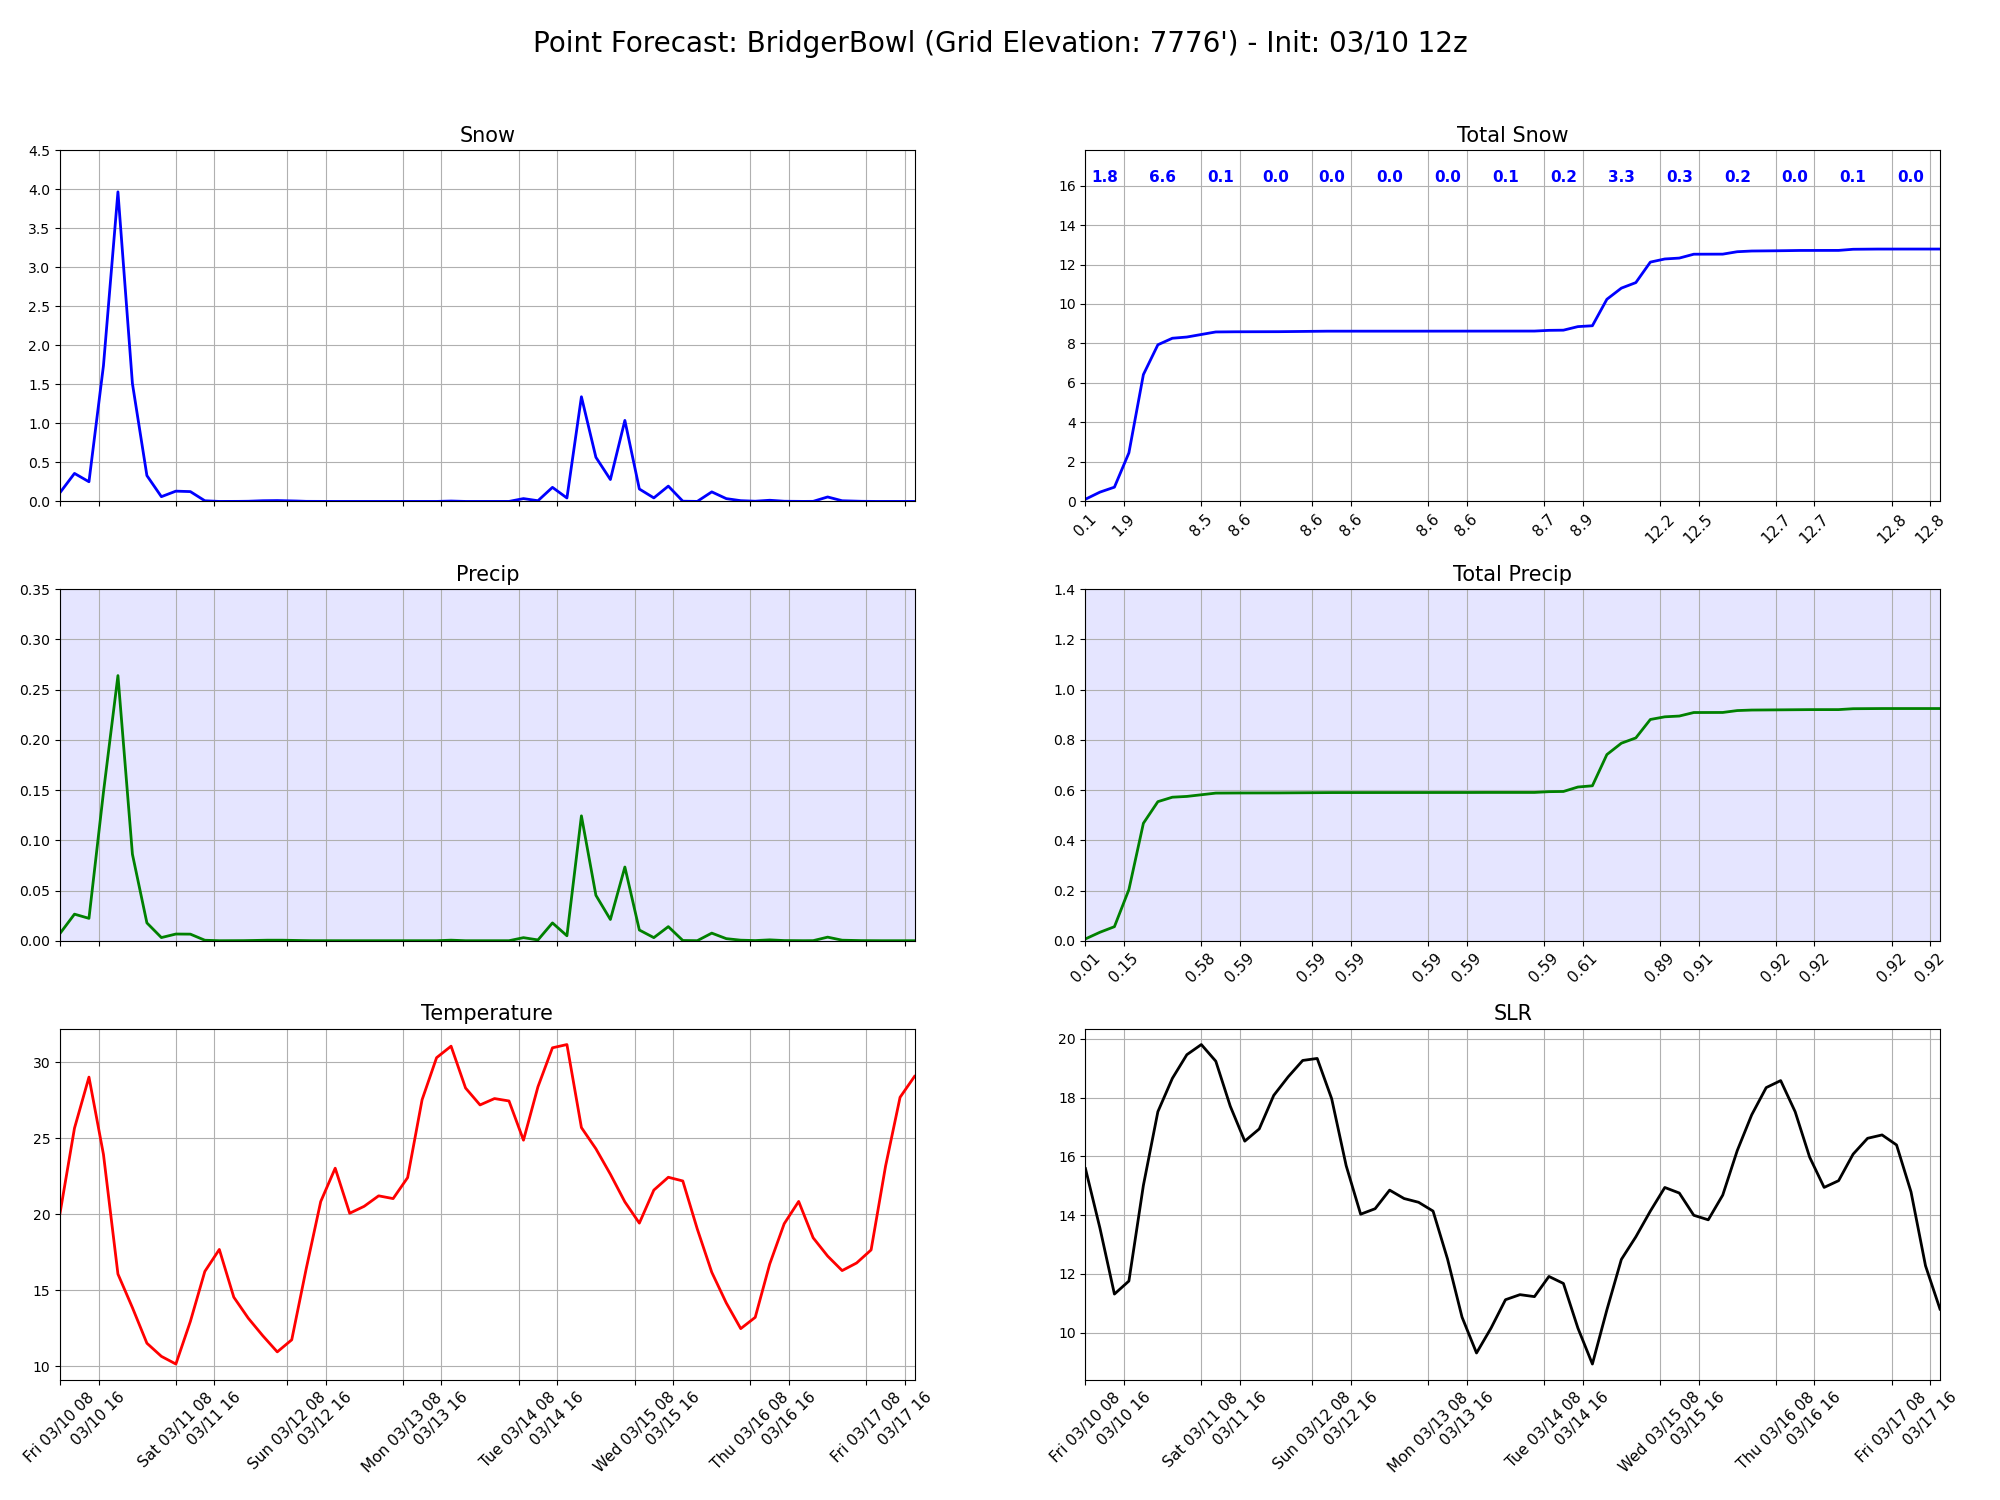 Point Forecast: BridgerBowl (Grid Elevation: 7776') - Init: 03/10 12z
Snow
4.5
4.0
3.5
3.0
2.5
2.0
1.5
1.0
0.5
0.0
Total Snow
1.8 6.6 0.1 0.0 0.0 0.0 0.0 0.1 0.2 3.3 0.3 0.2 0.0 0.1 0.0
16
14
12
10
8
6
4
2
0
0.1 1.9 8.5 8.6 8.6 8.6 8.6 8.6 8.7 8.9 12.2 12.5 12.7 12.7 12.8 12.8
Precip
0.35
0.30
0.25
0.20
0.15
0.10
0.05
0.00
Total Precip
1.4
1.2
1.0
0.8
0.6
0.4
0.2
0.0
0.01 0.15 0.58 0.59 0.59 0.59 0.59 0.59 0.59 0.61 0.89 0.91 0.92 0.92 0.92 0.92
Temperature
30
25
20
15
10
Fri 03/10 08
03/10 16
Sat 03/11 08
03/11 16
Sun 03/12 08
03/12 16
Mon 03/13 08
03/13 16
Tue 03/14 08
03/14 16
Wed 03/15 08
03/15 16
Thu 03/16 08
03/16 16
Fri 03/17 08
03/17 16
SLR
20
18
16
14
12
10
Fri 03/10 08
03/10 16
Sat 03/11 08
03/11 16
Sun 03/12 08
03/12 16
Mon 03/13 08
03/13 16
Tue 03/14 08
03/14 16
Wed 03/15 08
03/15 16
Thu 03/16 08
03/16 16
Fri 03/17 08
03/17 16